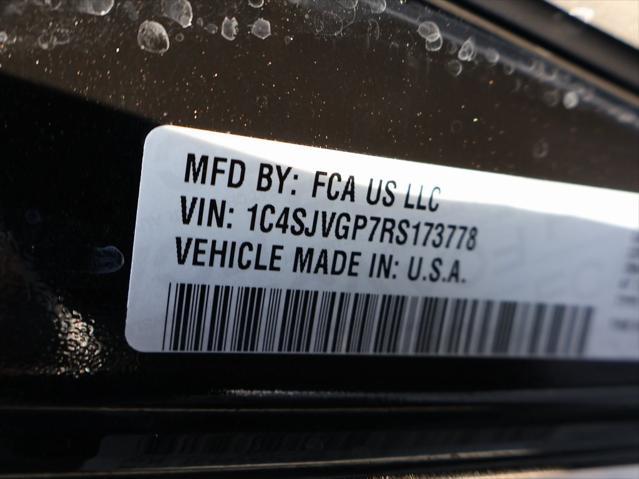 MFD BY: FCA US LLC
VIN: 1C4SJVGP7RS173778
VEHICLE MADE IN: U.S.A.